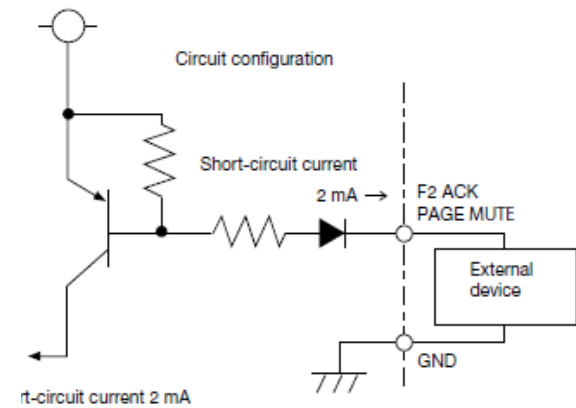 Circuit configuration
Short-circuit current
2 mA →
F2 ACK
PAGE MUTE
External
device
GND
rt-circuit current 2 mA